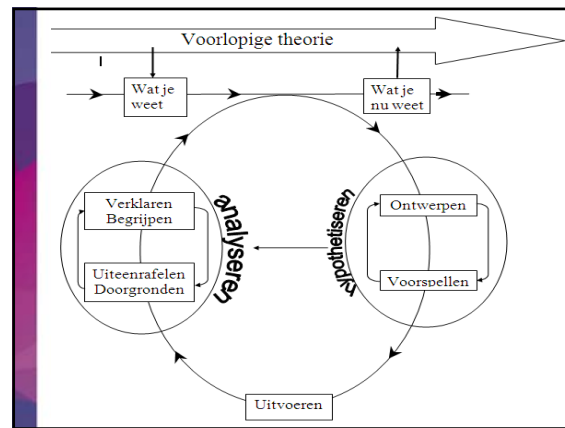 Voorlopige theorie
Wat je
weet
Wat je
nu weet
Verklaren
Begrijpen
Uiteenrafelen
Doorgronden
analyseren
hypothetiseren
Ontwerpen
Voorspellen
Uitvoeren